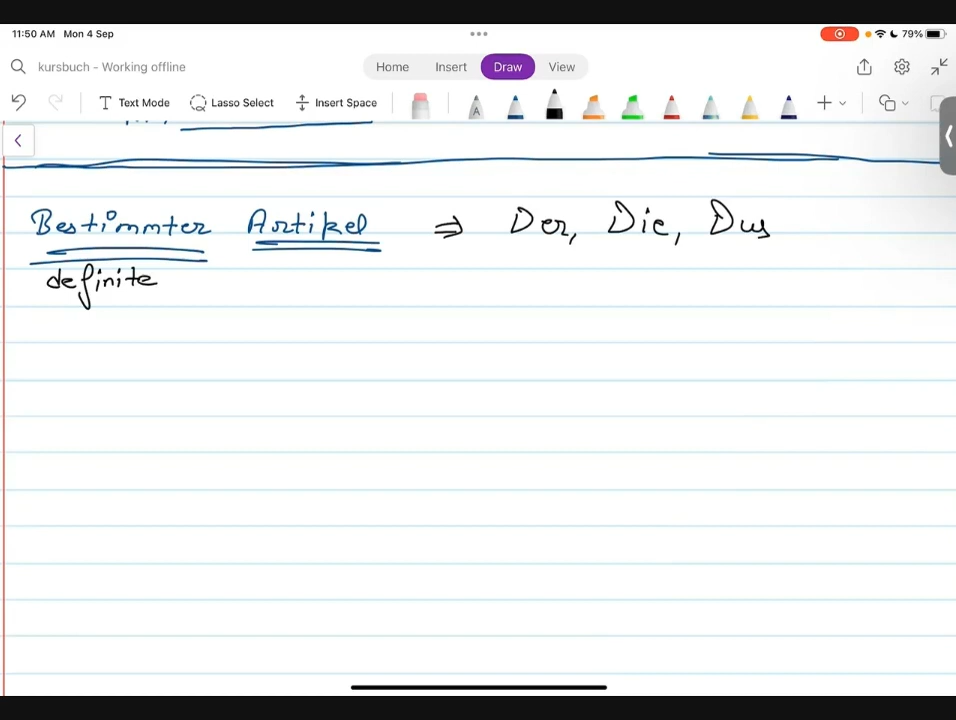 11:50 AM Mon 4 Sep 79%
kursbuch - Working offline Home Insert Draw View
T Text Mode Lasso Select Insert Space A
Bestimmter Artikel ⇒ Der, Die, Das
definite